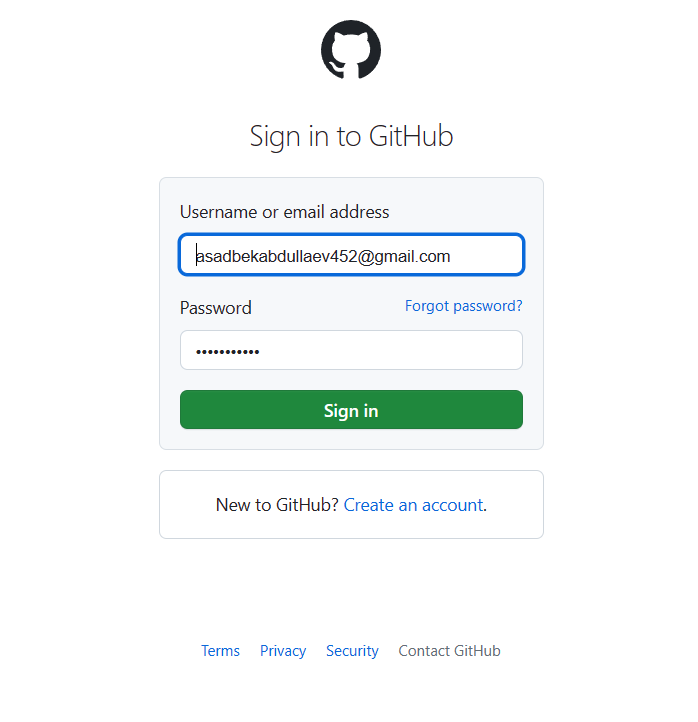 Sign in to GitHub
Username or email address
asadbekabdullaev452@gmail.com
Password Forgot password?
•••••••••••
Sign in
New to GitHub? Create an account.
Terms Privacy Security Contact GitHub